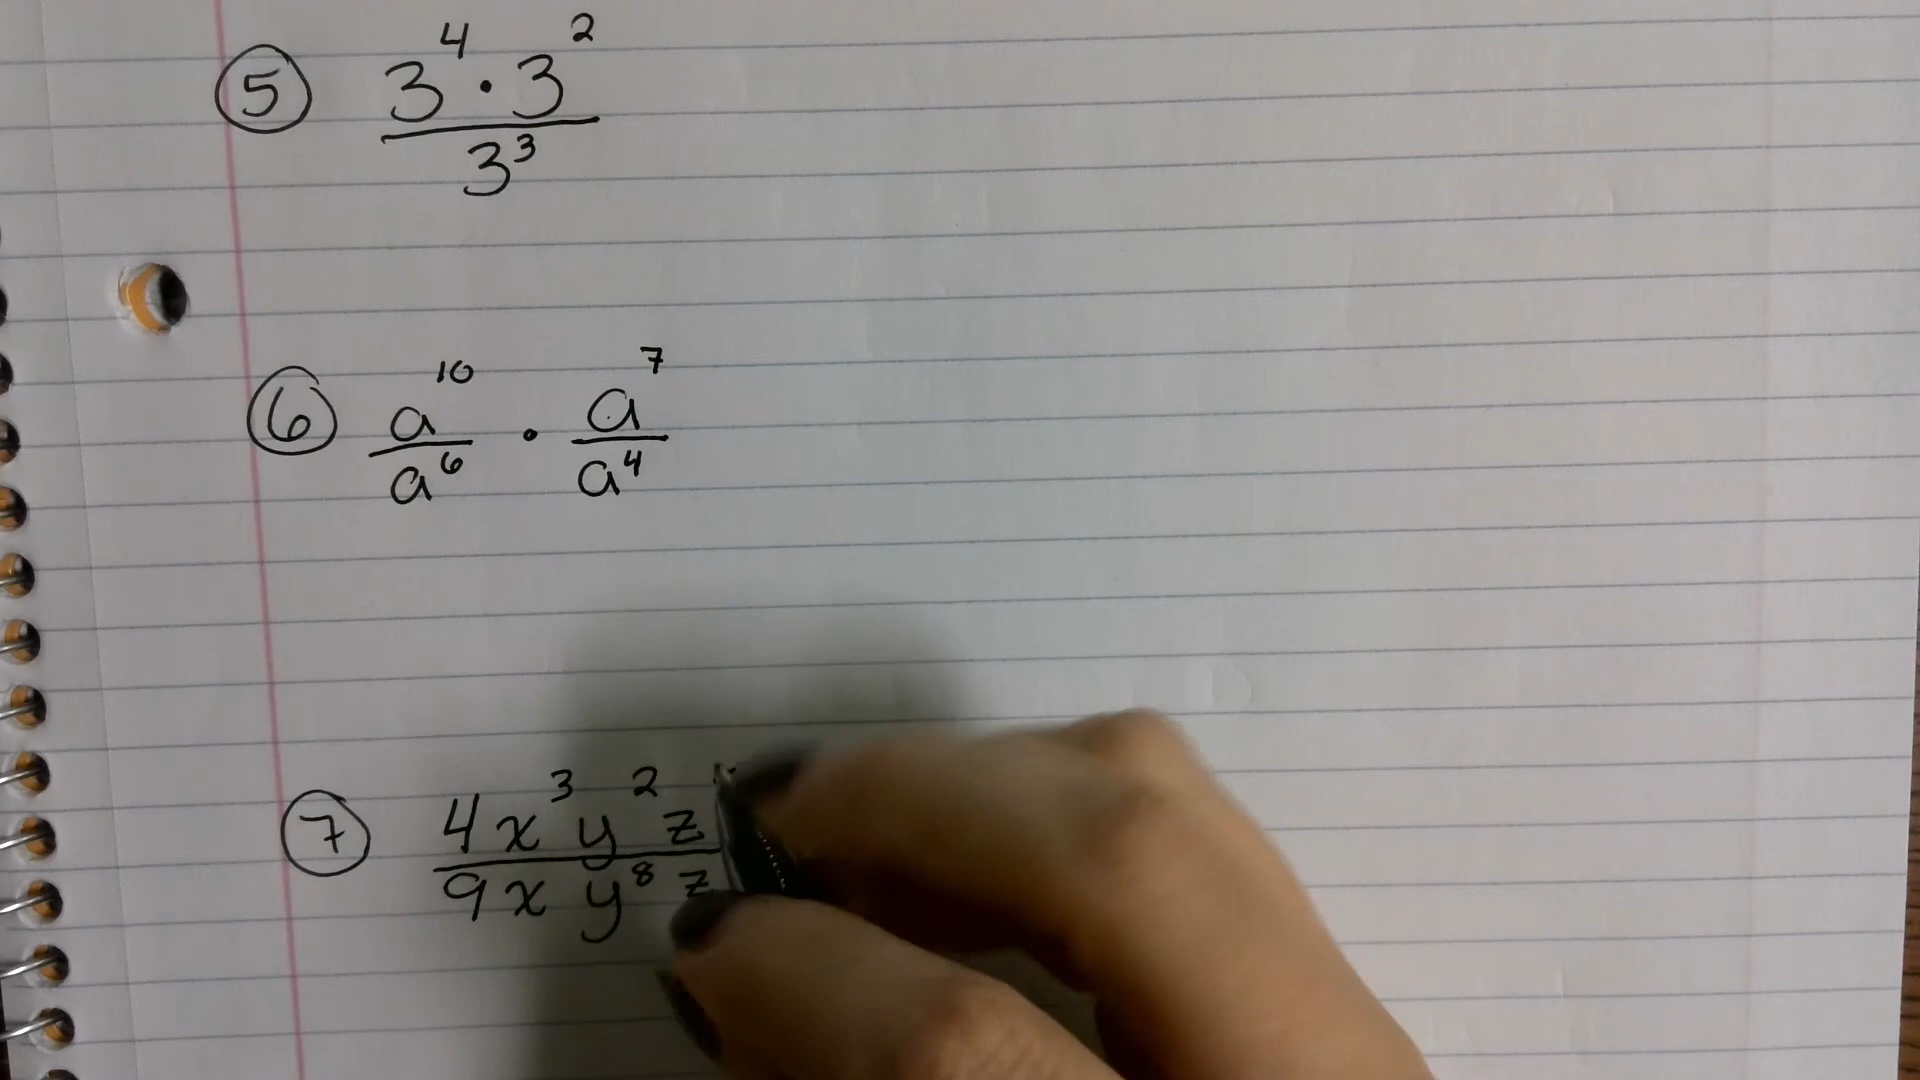 ⑤ 3⁴ · 3²
3³
⑥ a¹⁰ · a⁷
a⁶ a⁴
⑦ 4x³y²z
9xy⁸z